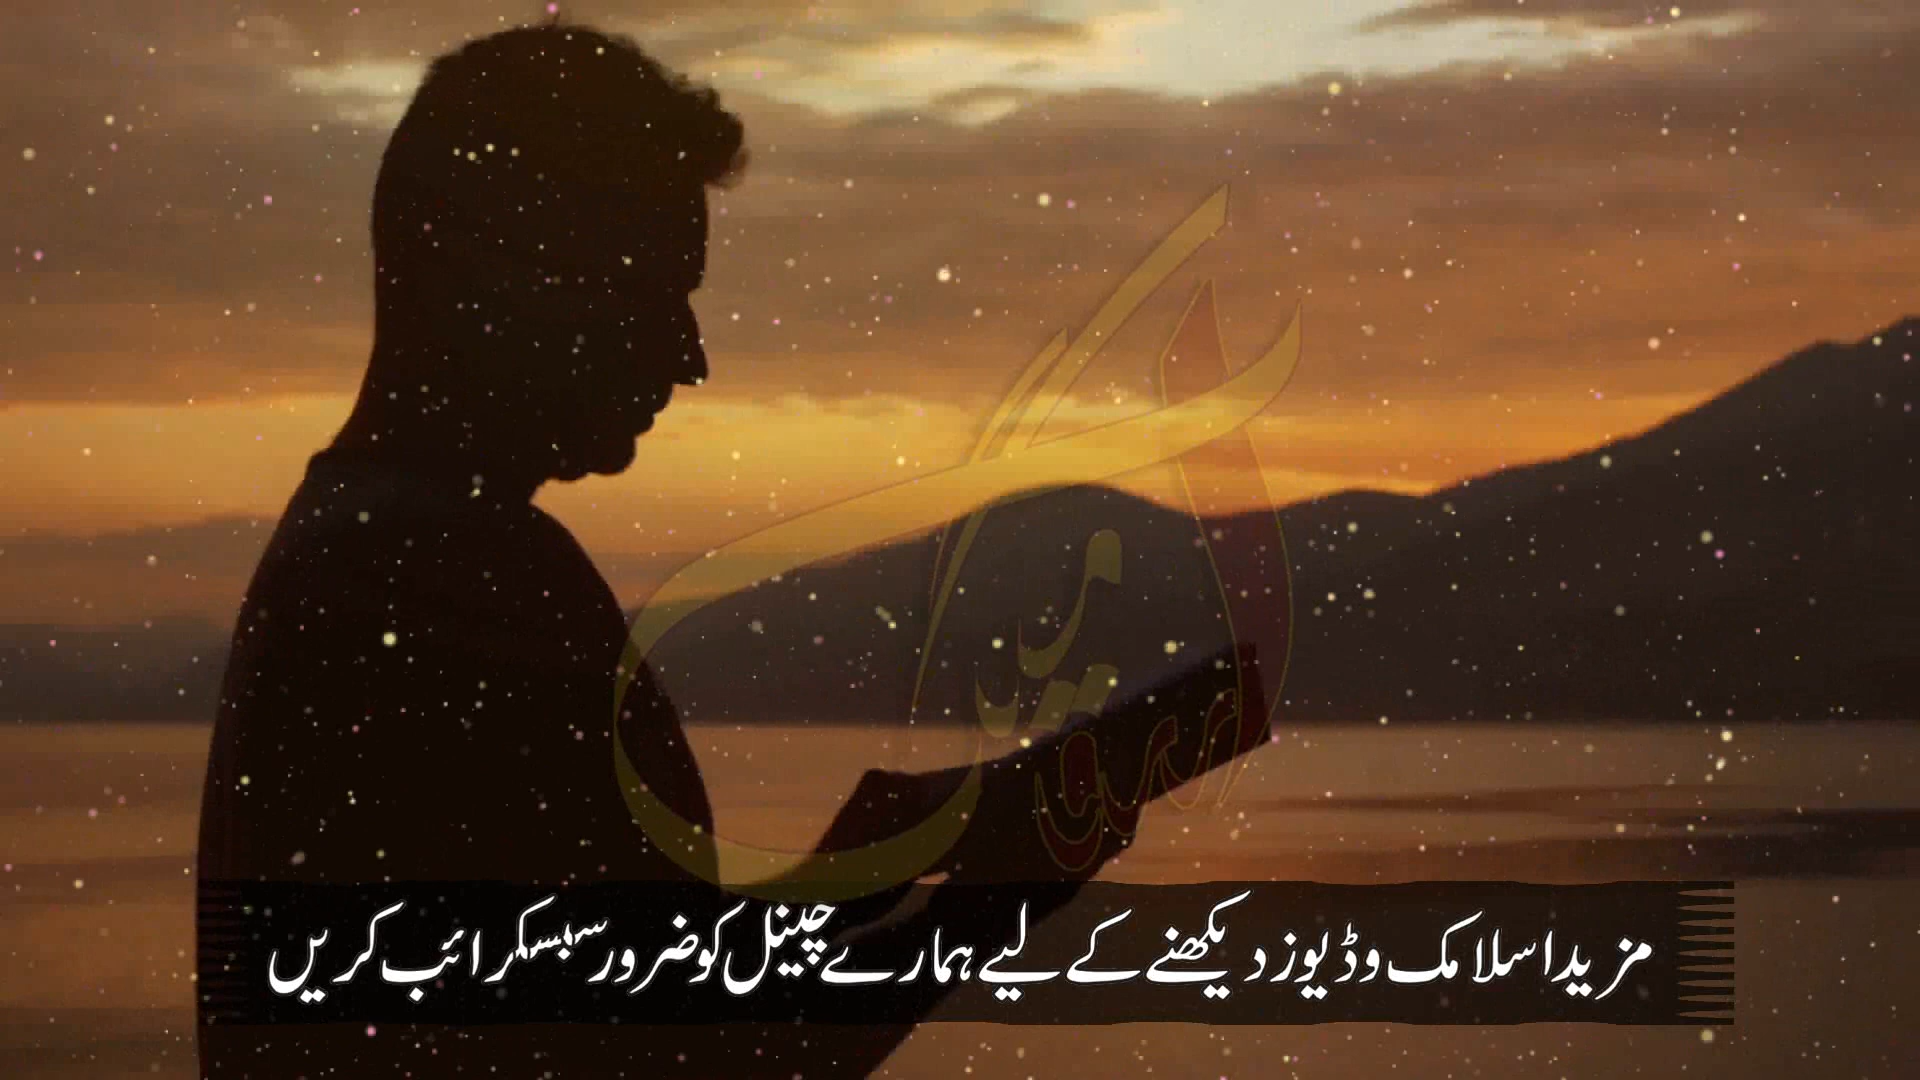 مزید اسلامک وڈیوز دیکھنے کے لیے ہمارے چینل کو ضرور سبسکرائب کریں